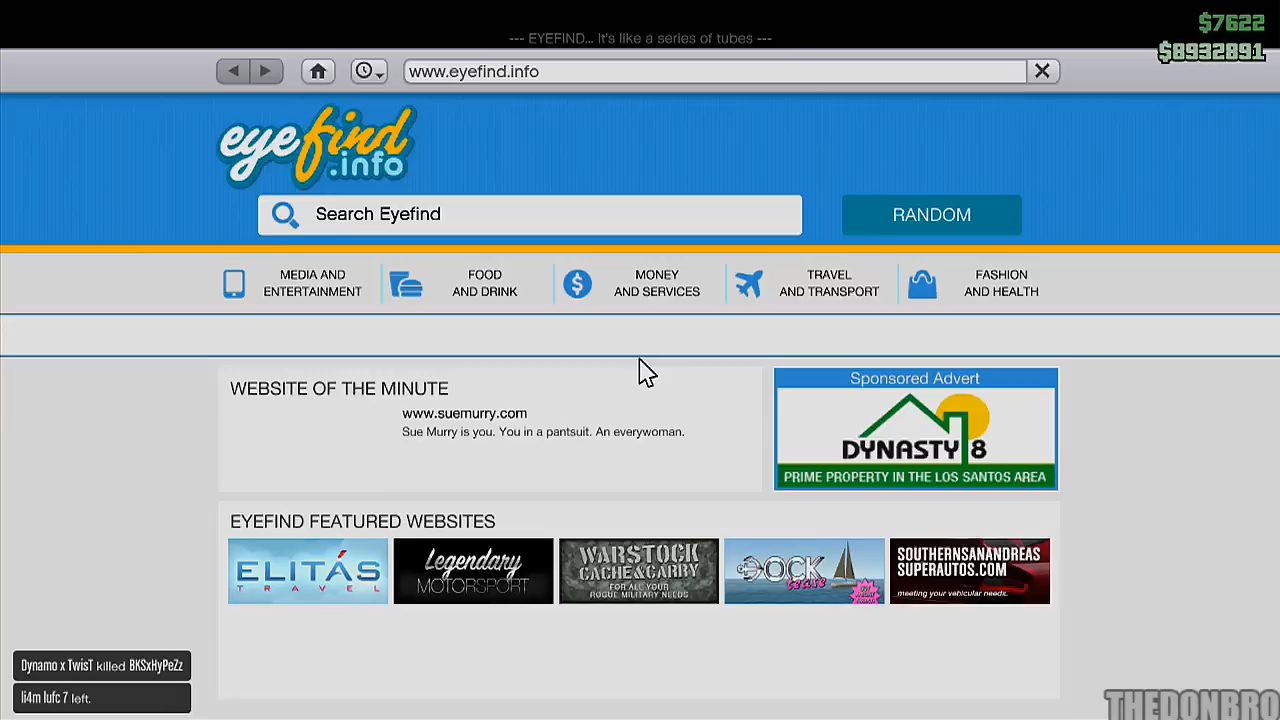 $7622
--- EYEFIND... It's like a series of tubes ---
$8932891
www.eyefind.info
eyefind
.info
Search Eyefind
RANDOM
MEDIA AND
ENTERTAINMENT
FOOD
AND DRINK
MONEY
AND SERVICES
TRAVEL
AND TRANSPORT
FASHION
AND HEALTH
WEBSITE OF THE MINUTE
www.suemurry.com
Sue Murry is you. You in a pantsuit. An everywoman.
Sponsored Advert
DYNASTY 8
PRIME PROPERTY IN THE LOS SANTOS AREA
EYEFIND FEATURED WEBSITES
ELITÁS
TRAVEL
Legendary
MOTORSPORT
WARSTOCK
CACHE & CARRY
FOR ALL YOUR
ROGUE MILITARY NEEDS
DOCK
tease
SOUTHERNSANANDREAS
SUPERAUTOS.COM
meeting your vehicular needs.
Dynamo x TwisT killed BKSxHyPeZz
li4m lufc 7 left.
THEDONBRO